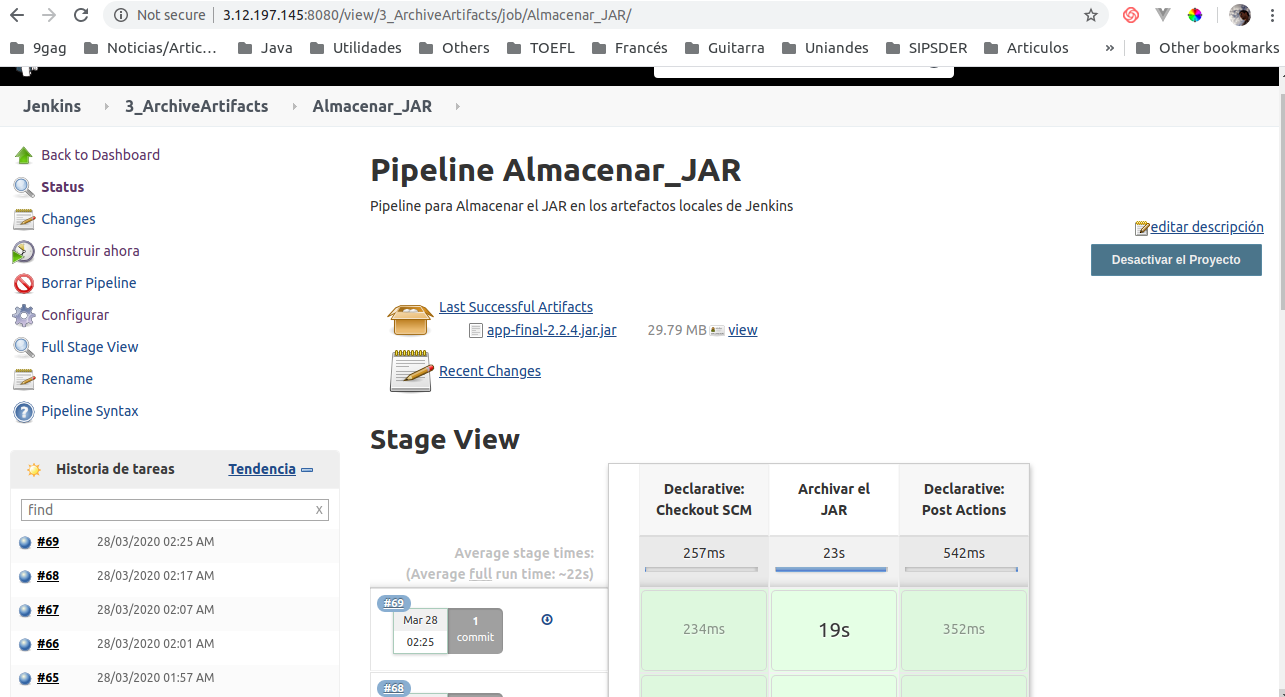 Not secure 3.12.197.145:8080/view/3_ArchiveArtifacts/job/Almacenar_JAR/
9gag Noticias/Artic... Java Utilidades Others TOEFL Francés Guitarra Uniandes SIPSDER Articulos » Other bookmarks
Jenkins 3_ArchiveArtifacts Almacenar_JAR
Back to Dashboard
Status
Changes
Construir ahora
Borrar Pipeline
Configurar
Full Stage View
Rename
Pipeline Syntax
Historia de tareas Tendencia
find x
#69 28/03/2020 02:25 AM
#68 28/03/2020 02:17 AM
#67 28/03/2020 02:07 AM
#66 28/03/2020 02:01 AM
#65 28/03/2020 01:57 AM
Pipeline Almacenar_JAR
Pipeline para Almacenar el JAR en los artefactos locales de Jenkins
editar descripción
Desactivar el Proyecto
Last Successful Artifacts
app-final-2.2.4.jar.jar 29.79 MB view
Recent Changes
Stage View
Declarative: Checkout SCM
Archivar el JAR
Declarative: Post Actions
Average stage times:
(Average full run time: ~22s)
257ms 23s 542ms
#69
Mar 28
02:25
1
commit
234ms 19s 352ms
#68